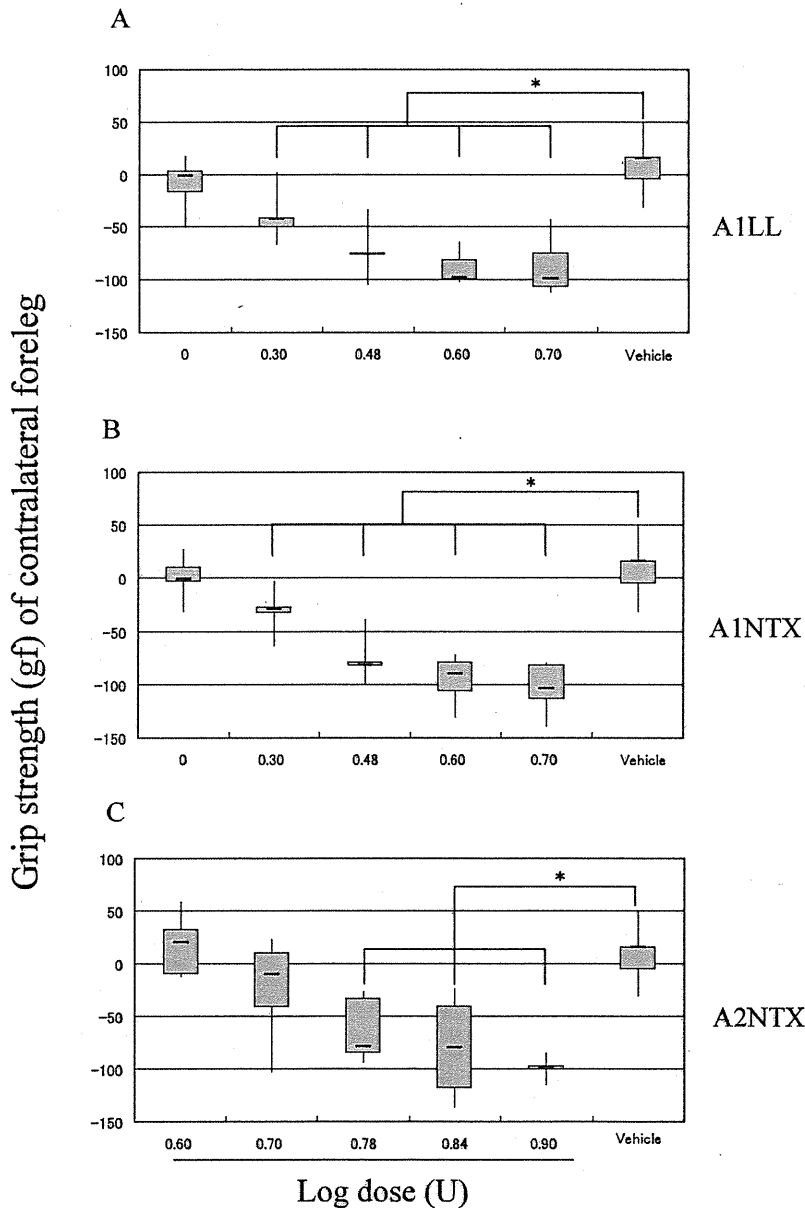 Grip strength (gf) of contralateral foreleg
A
100
50
0
−50
−100
−150
*
0 0.30 0.48 0.60 0.70 Vehicle
A1LL
B
100
50
0
−50
−100
−150
*
0 0.30 0.48 0.60 0.70 Vehicle
A1NTX
C
100
50
0
−50
−100
−150
*
0.60 0.70 0.78 0.84 0.90 Vehicle
A2NTX
Log dose (U)